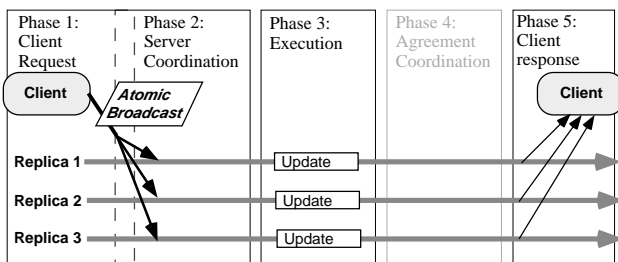 Phase 1:
Client
Request
Phase 2:
Server
Coordination
Phase 3:
Execution
Phase 4:
Agreement
Coordination
Phase 5:
Client
response
Client
Atomic
Broadcast
Client
Replica 1
Update
Replica 2
Update
Replica 3
Update